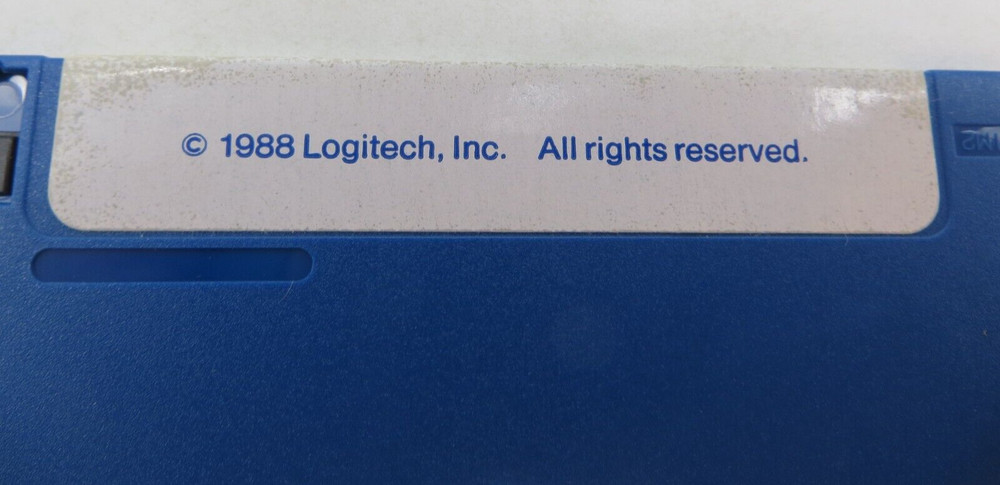 © 1988 Logitech, Inc. All rights reserved.